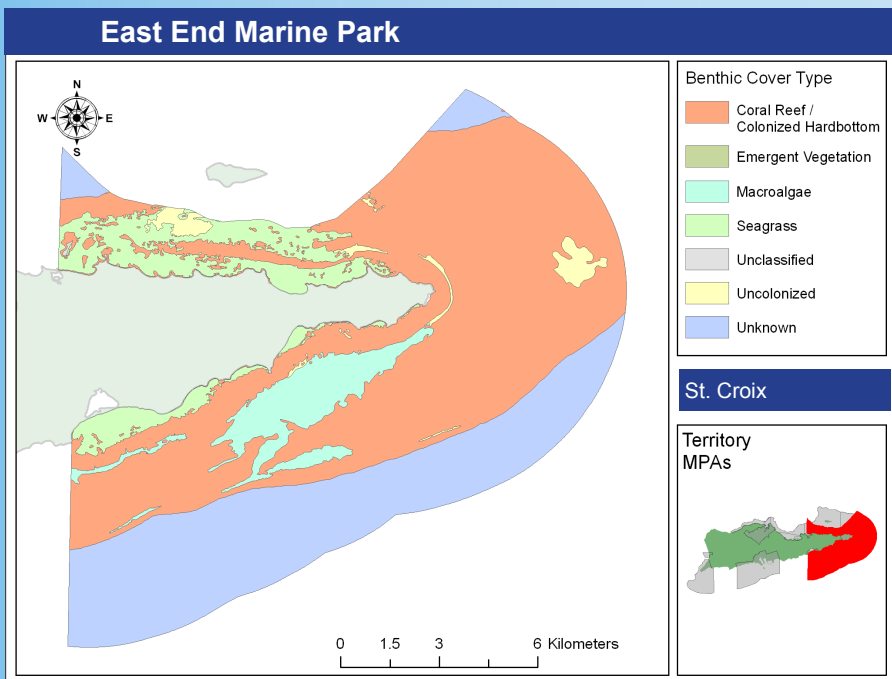 East End Marine Park
N
W
E
S
Benthic Cover Type
Coral Reef /
Colonized Hardbottom
Emergent Vegetation
Macroalgae
Seagrass
Unclassified
Uncolonized
Unknown
St. Croix
Territory
MPAs
0 1.5 3 6 Kilometers